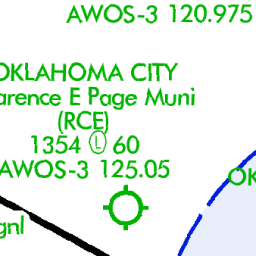 AWOS-3 120.975
OKLAHOMA CITY
arence E Page Muni
(RCE)
1354 Ⓛ 60
AWOS-3 125.05
OK
gnl